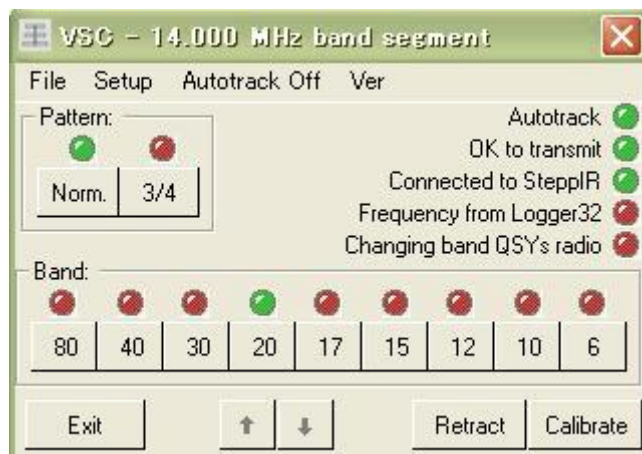 VSC - 14.000 MHz band segment
File Setup Autotrack Off Ver
Pattern:
Norm. 3/4
Autotrack
OK to transmit
Connected to SteppIR
Frequency from Logger32
Changing band QSYs radio
Band:
80 40 30 20 17 15 12 10 6
Exit Retract Calibrate